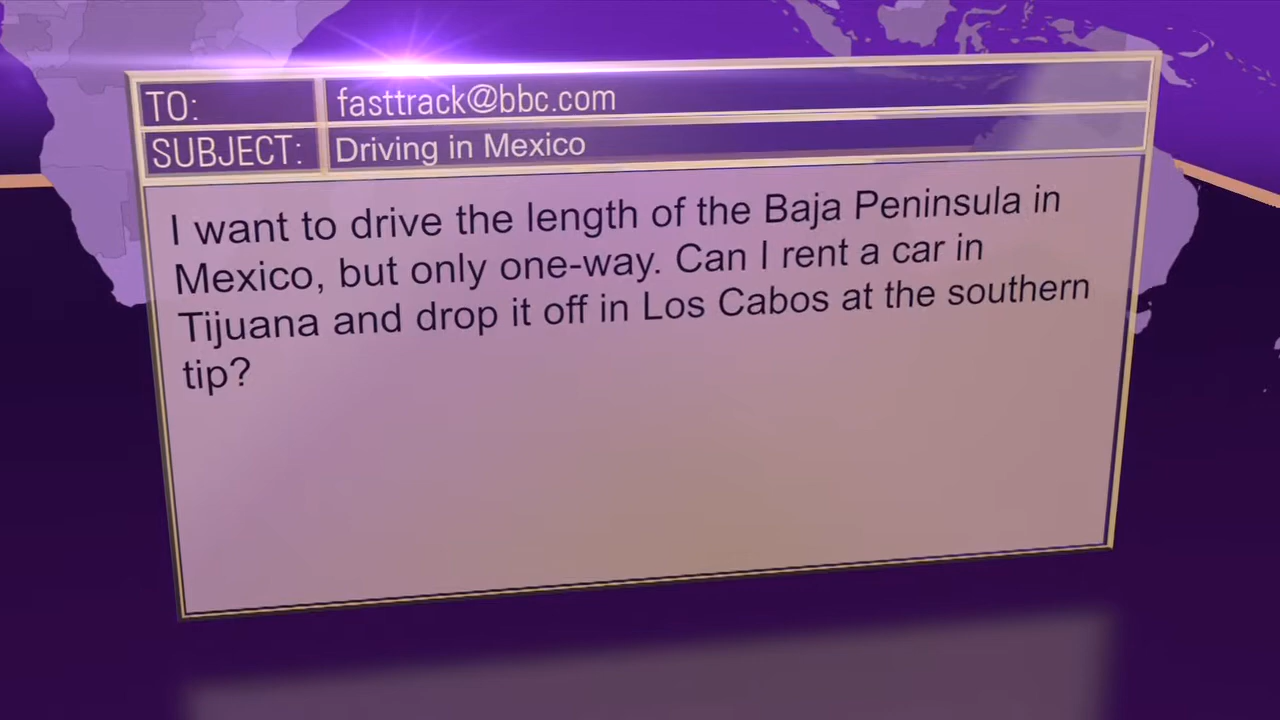 TO: fasttrack@bbc.com
SUBJECT: Driving in Mexico
I want to drive the length of the Baja Peninsula in
Mexico, but only one-way. Can I rent a car in
Tijuana and drop it off in Los Cabos at the southern
tip?